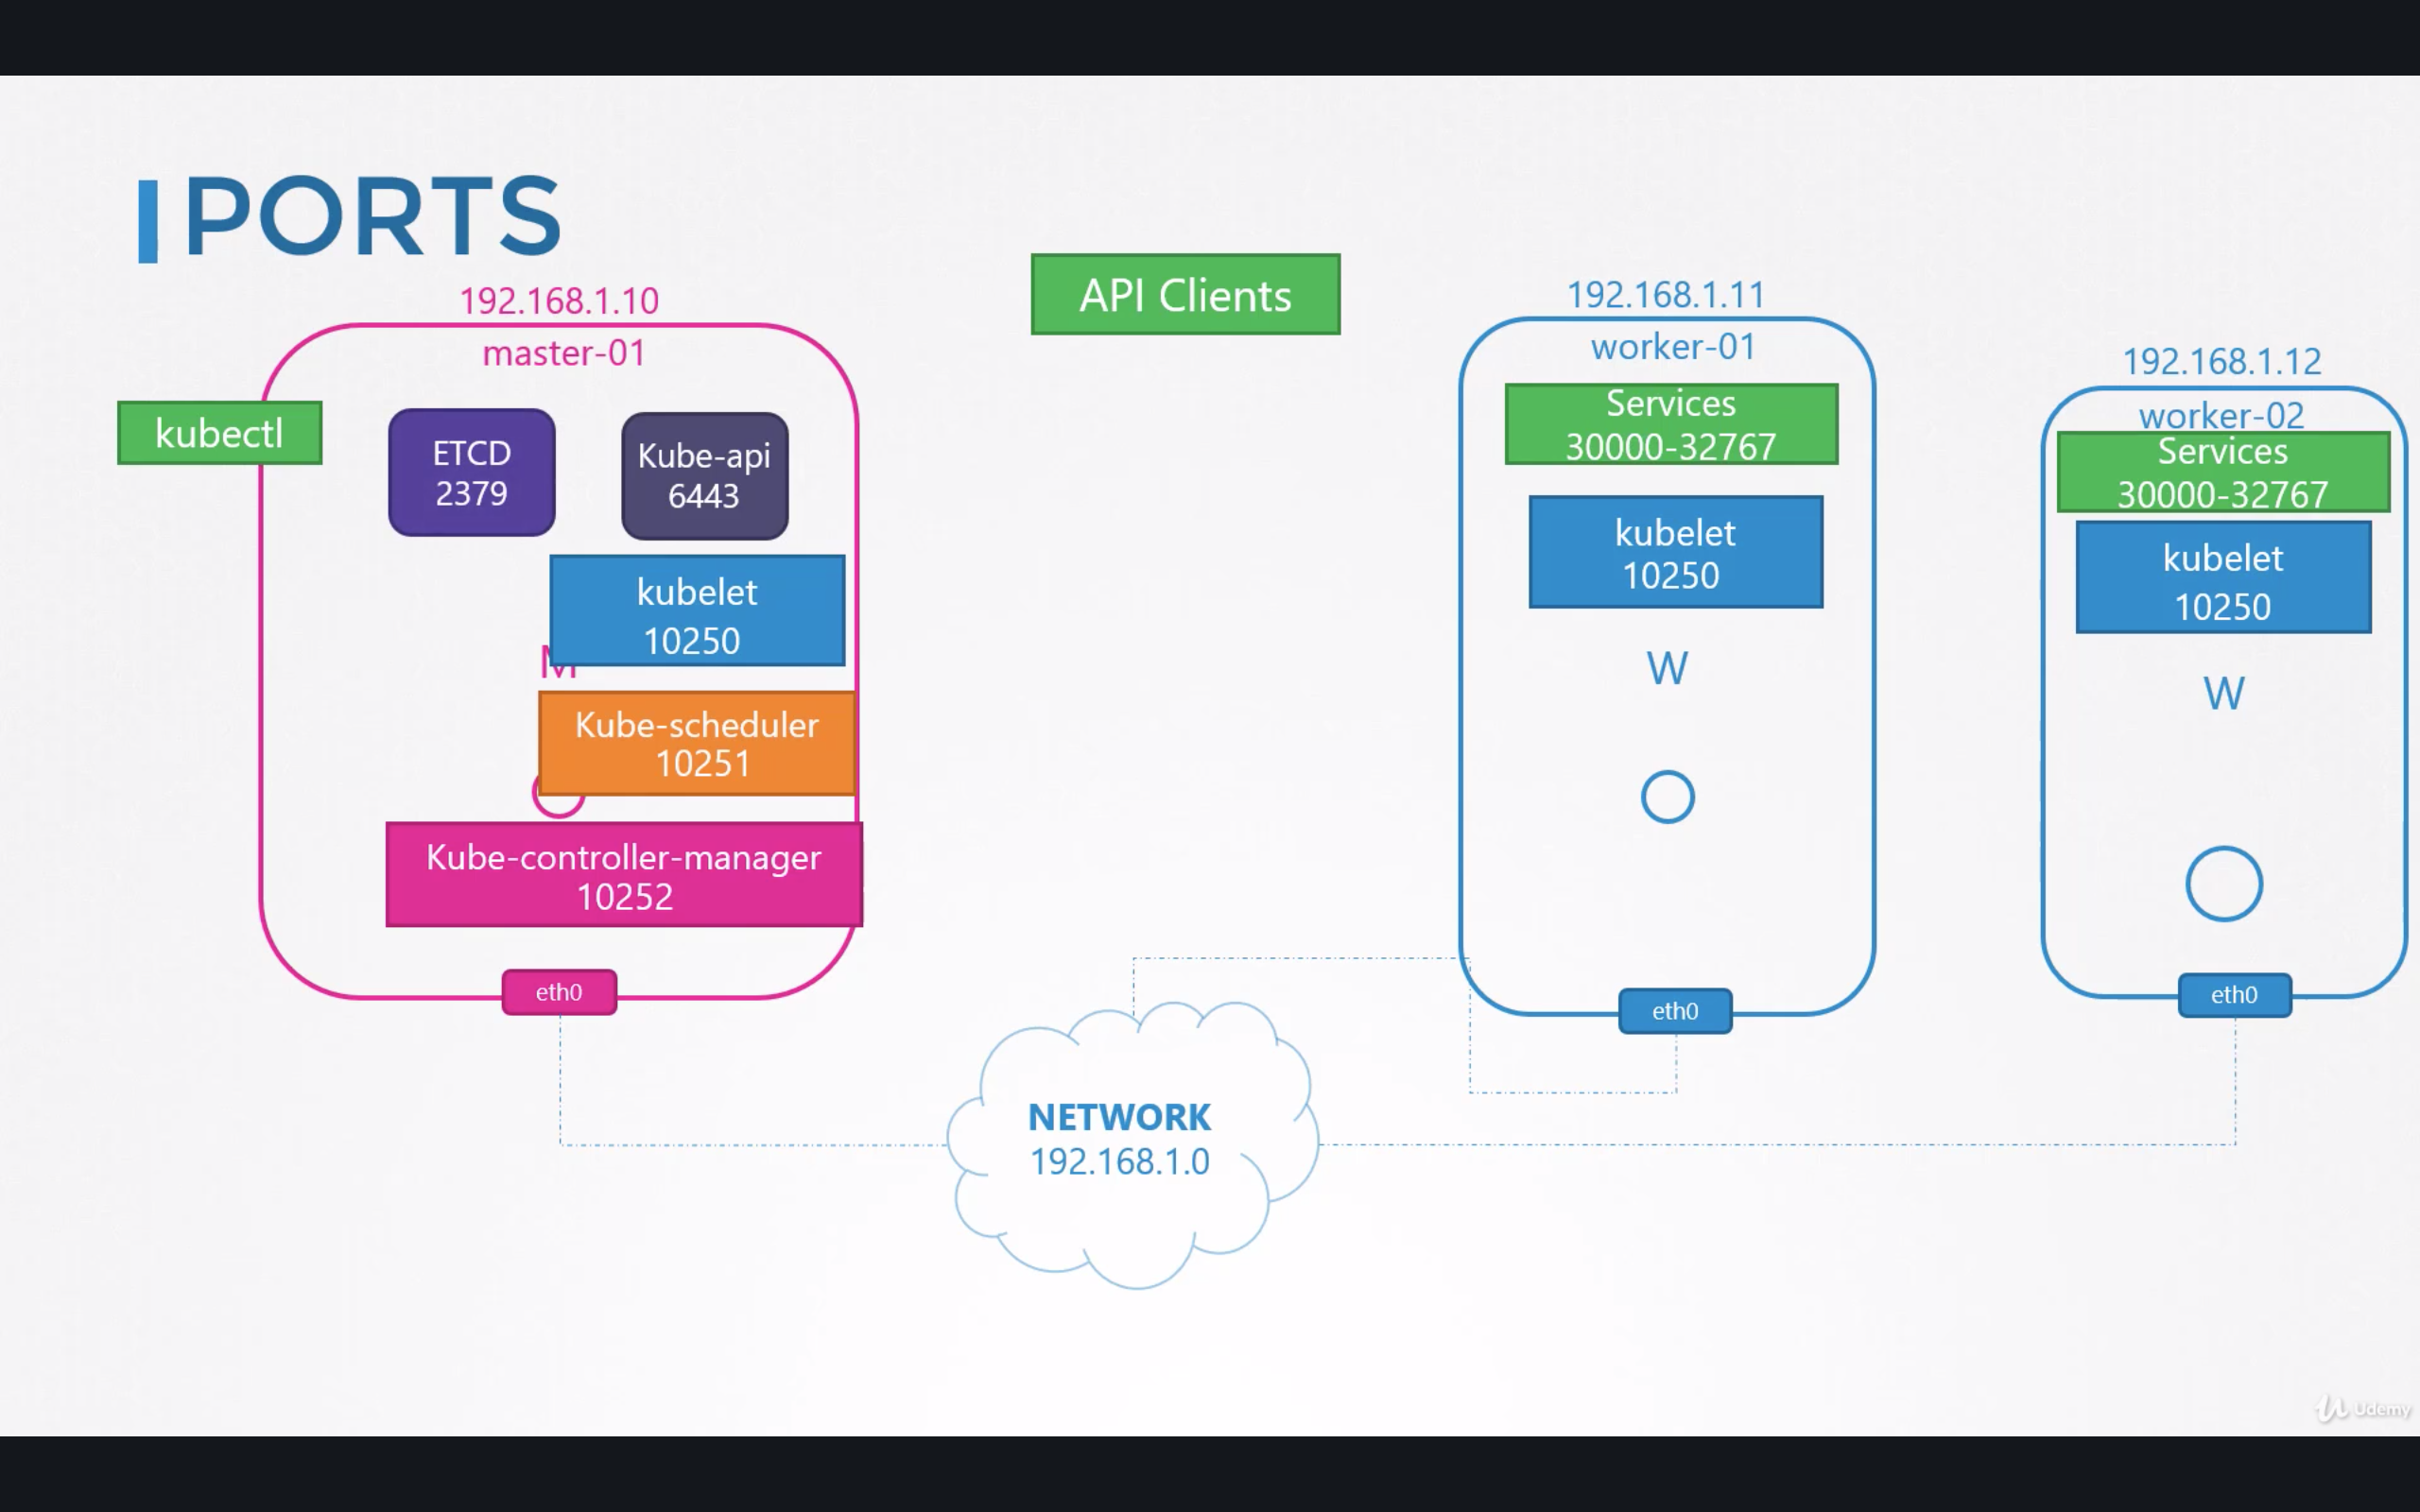 PORTS
192.168.1.10
master-01
kubectl
ETCD
2379
Kube-api
6443
kubelet
10250
M
Kube-scheduler
10251
Kube-controller-manager
10252
eth0
API Clients
192.168.1.11
worker-01
Services
30000-32767
kubelet
10250
W
eth0
192.168.1.12
worker-02
Services
30000-32767
kubelet
10250
W
eth0
NETWORK
192.168.1.0
Udemy